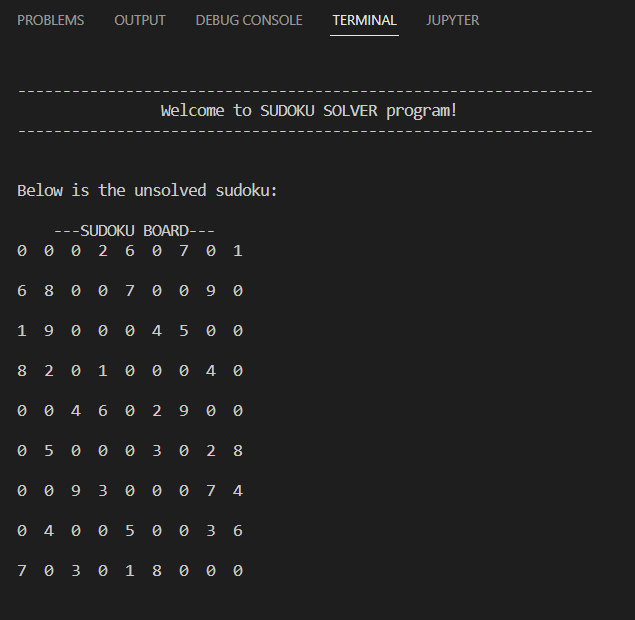 PROBLEMS OUTPUT DEBUG CONSOLE TERMINAL JUPYTER
---------------------------------------------------------------
Welcome to SUDOKU SOLVER program!
---------------------------------------------------------------
Below is the unsolved sudoku:
---SUDOKU BOARD---
0 0 0 2 6 0 7 0 1
6 8 0 0 7 0 0 9 0
1 9 0 0 0 4 5 0 0
8 2 0 1 0 0 0 4 0
0 0 4 6 0 2 9 0 0
0 5 0 0 0 3 0 2 8
0 0 9 3 0 0 0 7 4
0 4 0 0 5 0 0 3 6
7 0 3 0 1 8 0 0 0